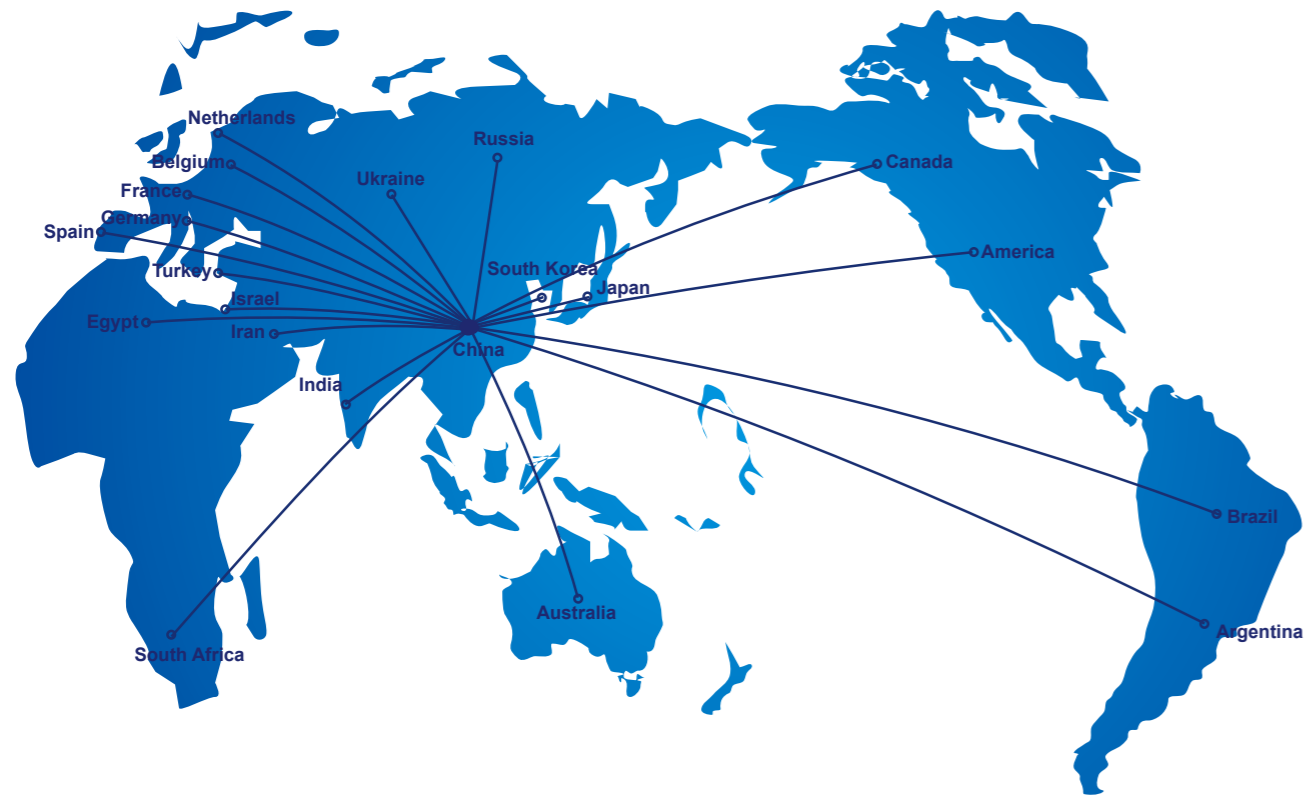 Netherlands
Russia
Belgium
Canada
Ukraine
France
Germany
Spain
America
South Korea
Turkey
Japan
Israel
Egypt
Iran
China
India
Brazil
Australia
Argentina
South Africa